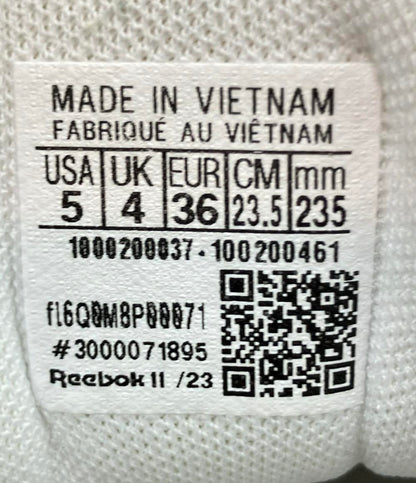 MADE IN VIETNAM
FABRIQUÉ AU VIÊTNAM
USA UK EUR CM mm
5 4 36 23.5 235
1000200037-100200461
fl6Q0M8P00071
#3000071895
Reebok 11 /23